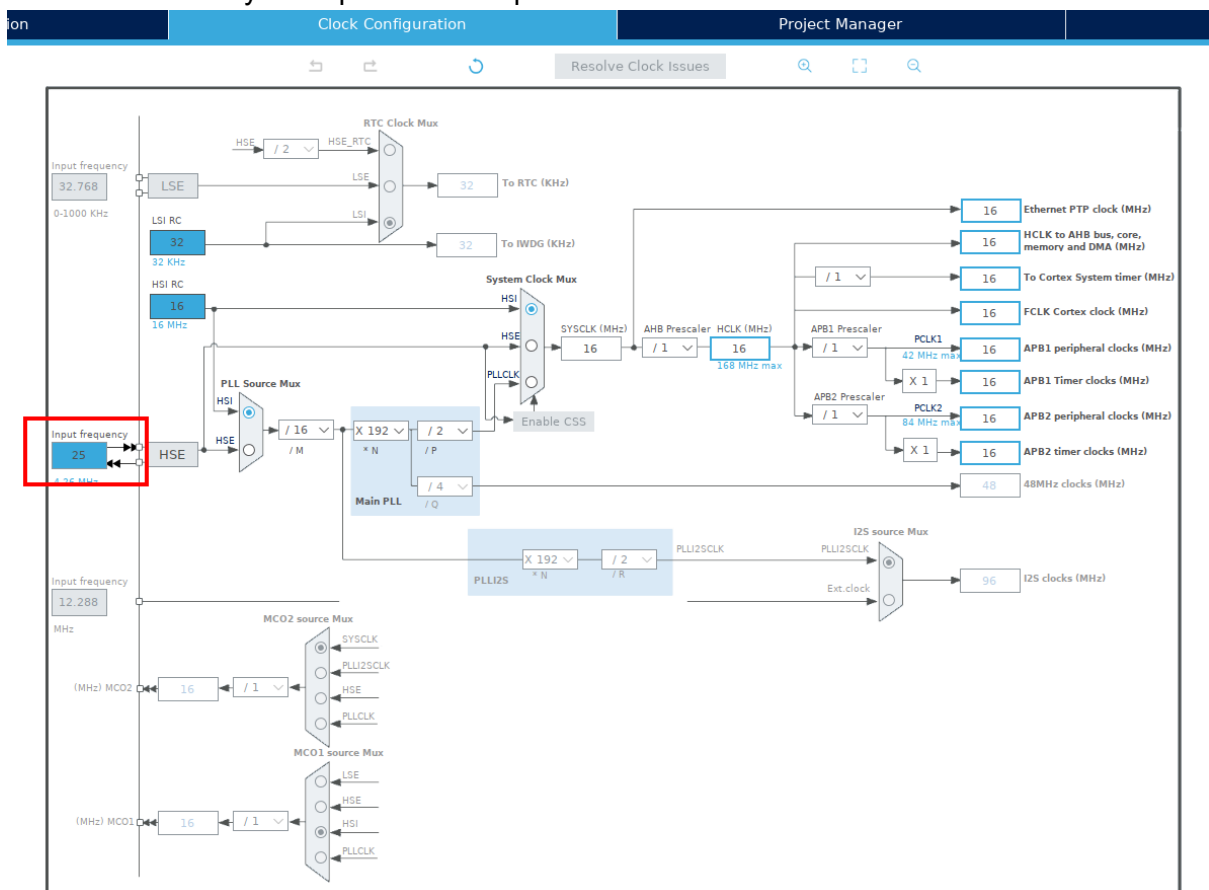 ion
Clock Configuration
Project Manager
Resolve Clock Issues
RTC Clock Mux
HSE
/ 2
HSE_RTC
Input frequency
32.768
0-1000 KHz
LSE
LSE
32
To RTC (KHz)
LSI RC
32
32 KHz
LSI
32
To IWDG (KHz)
HSI RC
16
16 MHz
System Clock Mux
HSI
HSE
PLLCLK
SYSCLK (MHz)
16
AHB Prescaler
/ 1
HCLK (MHz)
16
168 MHz max
16
Ethernet PTP clock (MHz)
16
HCLK to AHB bus, core,
memory and DMA (MHz)
/ 1
16
To Cortex System timer (MHz)
16
FCLK Cortex clock (MHz)
APB1 Prescaler
/ 1
PCLK1
42 MHz max
16
APB1 peripheral clocks (MHz)
X 1
16
APB1 Timer clocks (MHz)
APB2 Prescaler
/ 1
PCLK2
84 MHz max
16
APB2 peripheral clocks (MHz)
X 1
16
APB2 timer clocks (MHz)
PLL Source Mux
HSI
HSE
Input frequency
25
4-26 MHz
HSE
/ 16
/ M
X 192
* N
/ 2
/ P
Enable CSS
/ 4
/ Q
Main PLL
48
48MHz clocks (MHz)
X 192
* N
/ 2
/ R
PLLI2S
PLLI2SCLK
I2S source Mux
PLLI2SCLK
Ext.clock
96
I2S clocks (MHz)
Input frequency
12.288
MHz
MCO2 source Mux
SYSCLK
PLLI2SCLK
HSE
PLLCLK
(MHz) MCO2
16
/ 1
MCO1 source Mux
LSE
HSE
HSI
PLLCLK
(MHz) MCO1
16
/ 1